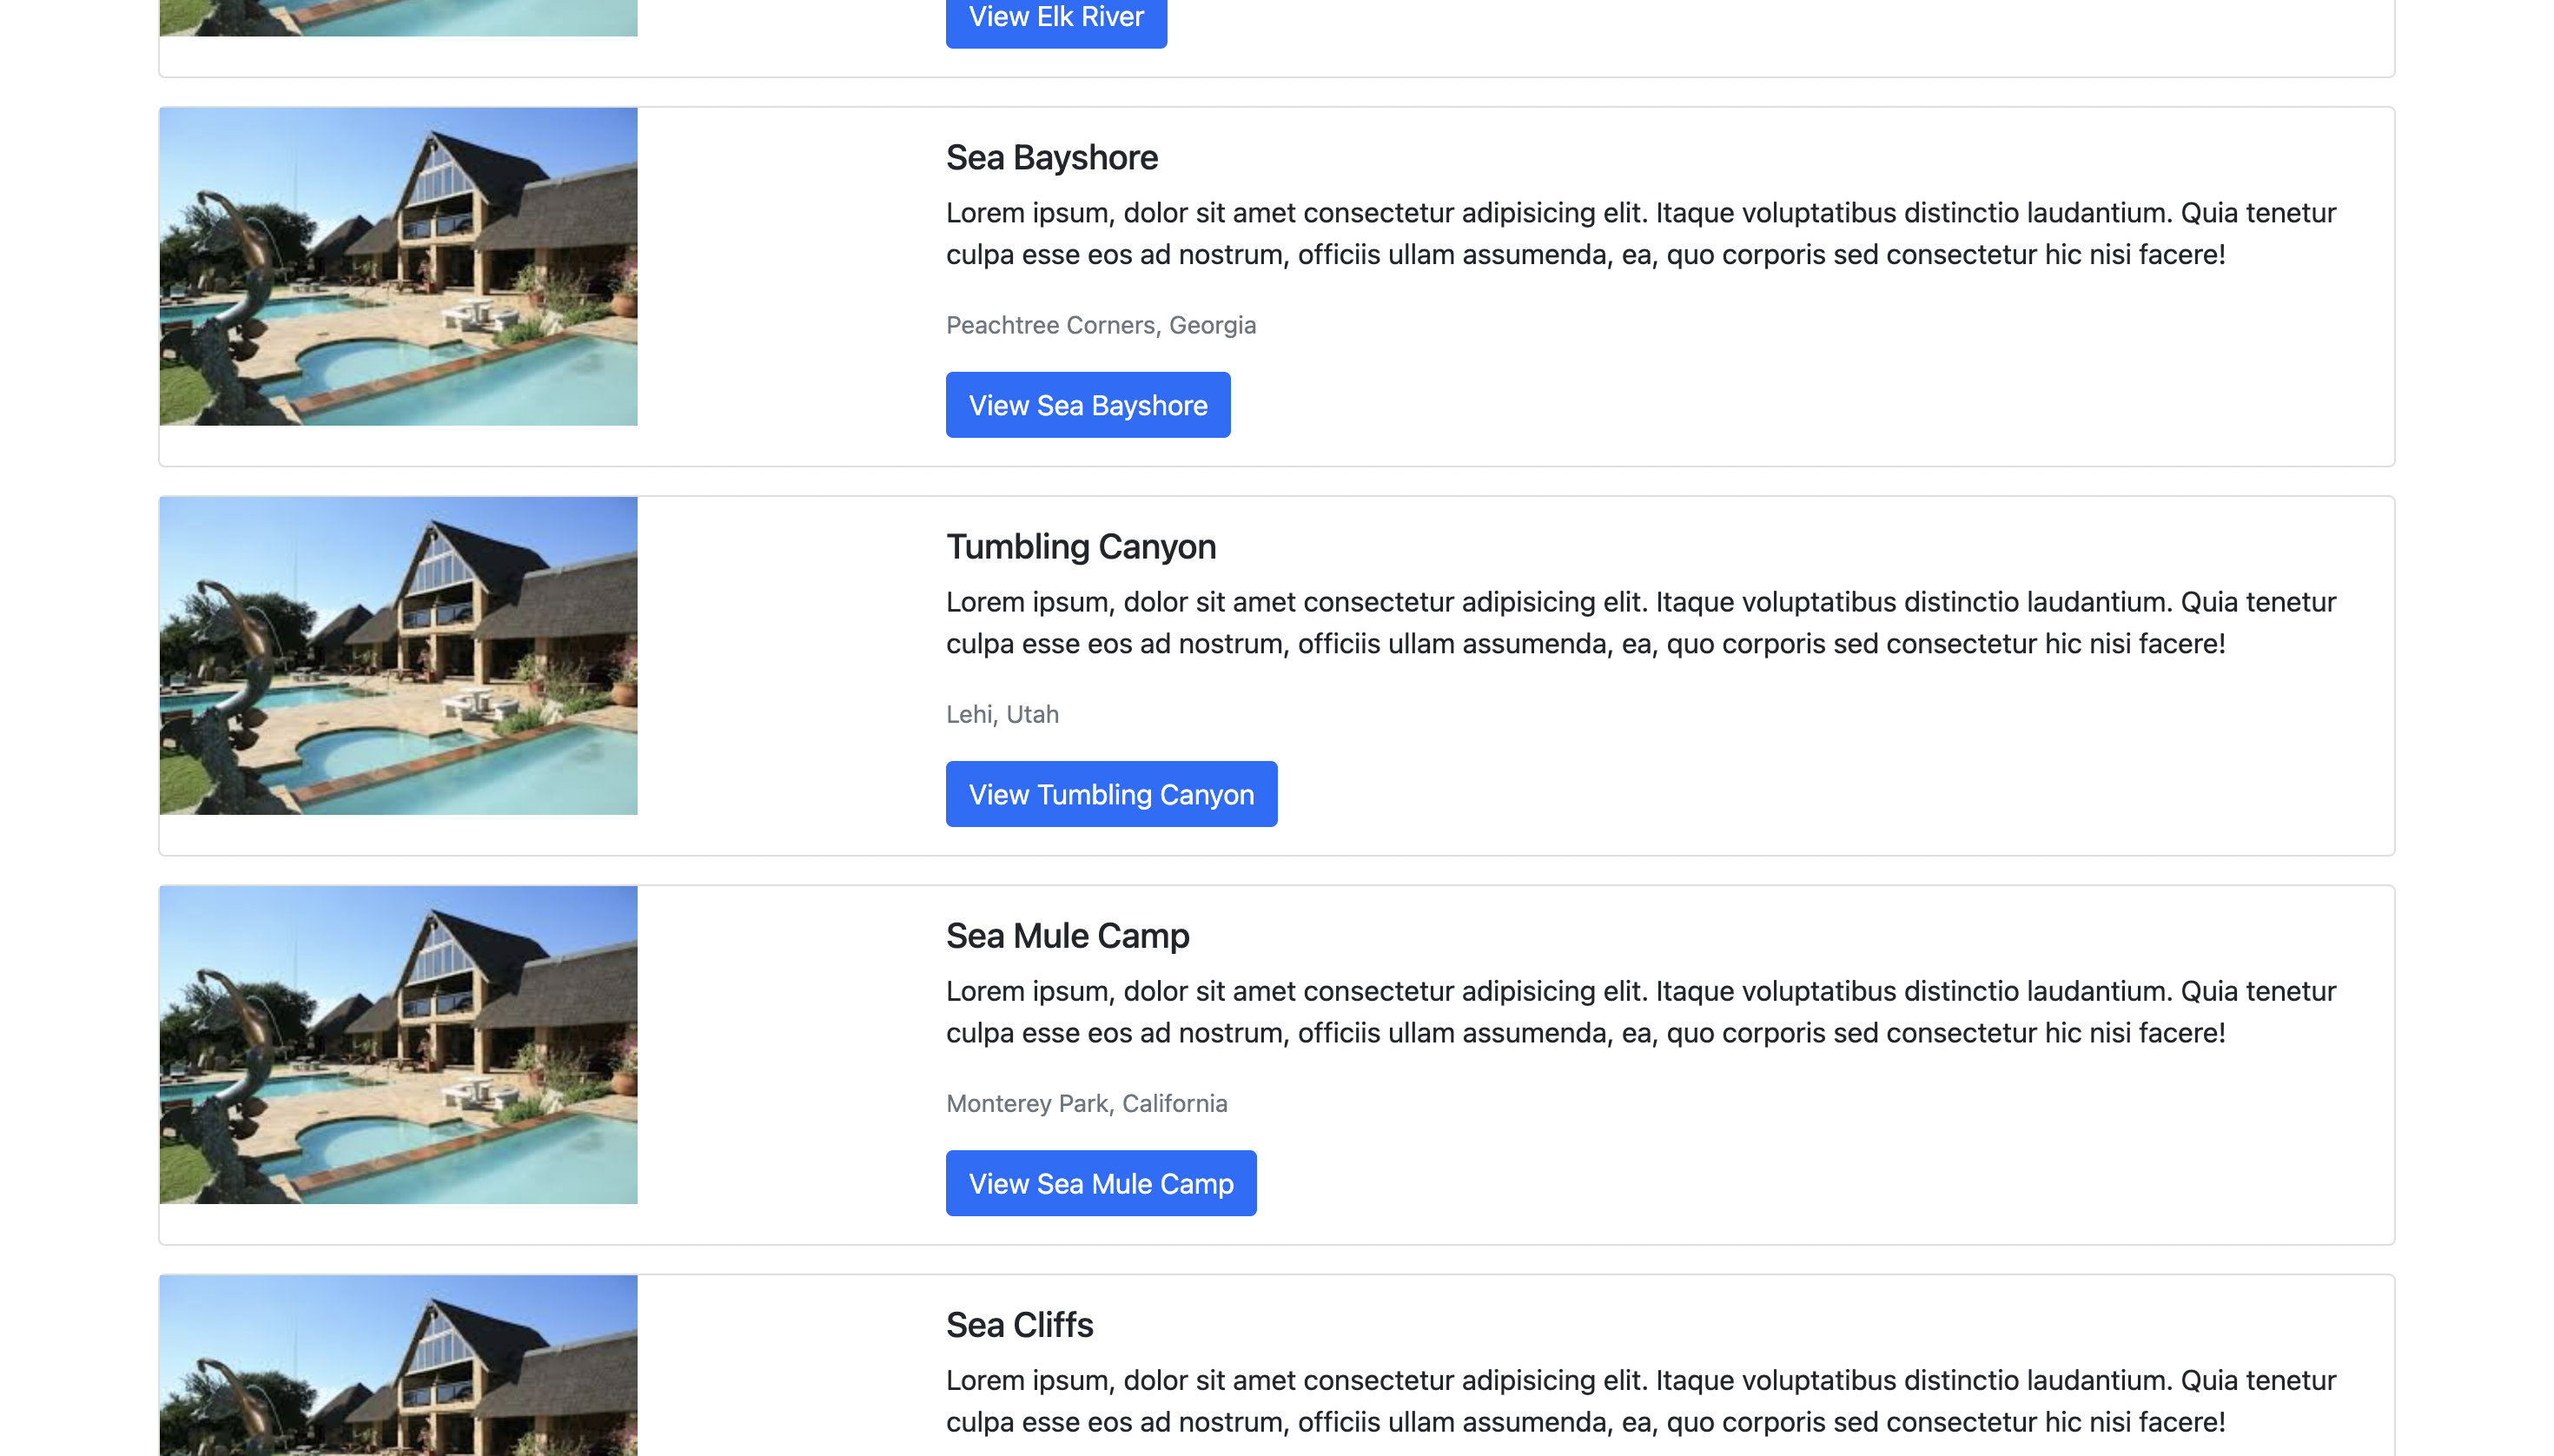 View Elk River
Sea Bayshore
Lorem ipsum, dolor sit amet consectetur adipisicing elit. Itaque voluptatibus distinctio laudantium. Quia tenetur
culpa esse eos ad nostrum, officiis ullam assumenda, ea, quo corporis sed consectetur hic nisi facere!
Peachtree Corners, Georgia
View Sea Bayshore
Tumbling Canyon
Lorem ipsum, dolor sit amet consectetur adipisicing elit. Itaque voluptatibus distinctio laudantium. Quia tenetur
culpa esse eos ad nostrum, officiis ullam assumenda, ea, quo corporis sed consectetur hic nisi facere!
Lehi, Utah
View Tumbling Canyon
Sea Mule Camp
Lorem ipsum, dolor sit amet consectetur adipisicing elit. Itaque voluptatibus distinctio laudantium. Quia tenetur
culpa esse eos ad nostrum, officiis ullam assumenda, ea, quo corporis sed consectetur hic nisi facere!
Monterey Park, California
View Sea Mule Camp
Sea Cliffs
Lorem ipsum, dolor sit amet consectetur adipisicing elit. Itaque voluptatibus distinctio laudantium. Quia tenetur
culpa esse eos ad nostrum, officiis ullam assumenda, ea, quo corporis sed consectetur hic nisi facere!